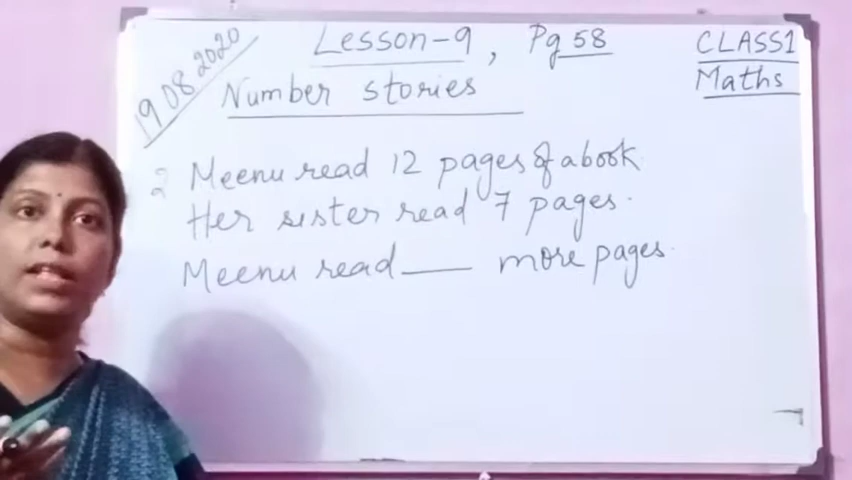 19 08 2020
Lesson-9, Pg 58
CLASS1
Maths
Number stories
2 Meenu read 12 pages of a book.
Her sister read 7 pages.
Meenu read ___ more pages.